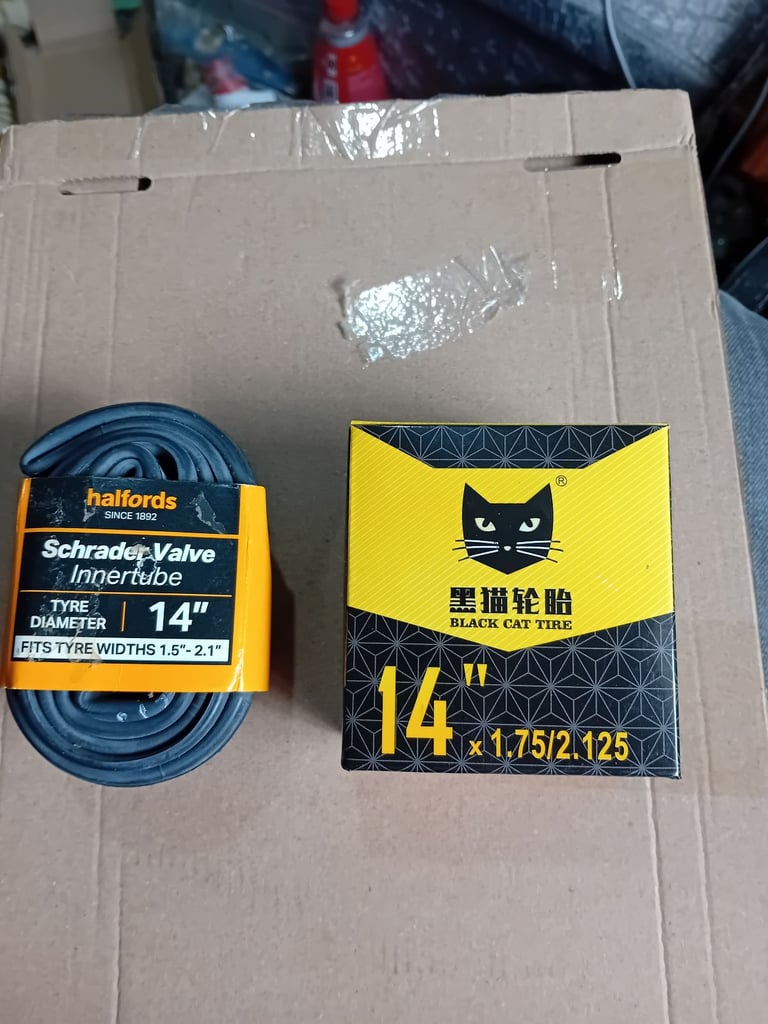 halfords
SINCE 1892
Schrader Valve
Innertube
TYRE
DIAMETER
14"
FITS TYRE WIDTHS 1.5"- 2.1"
®
黑猫轮胎
BLACK CAT TIRE
14" x 1.75/2.125